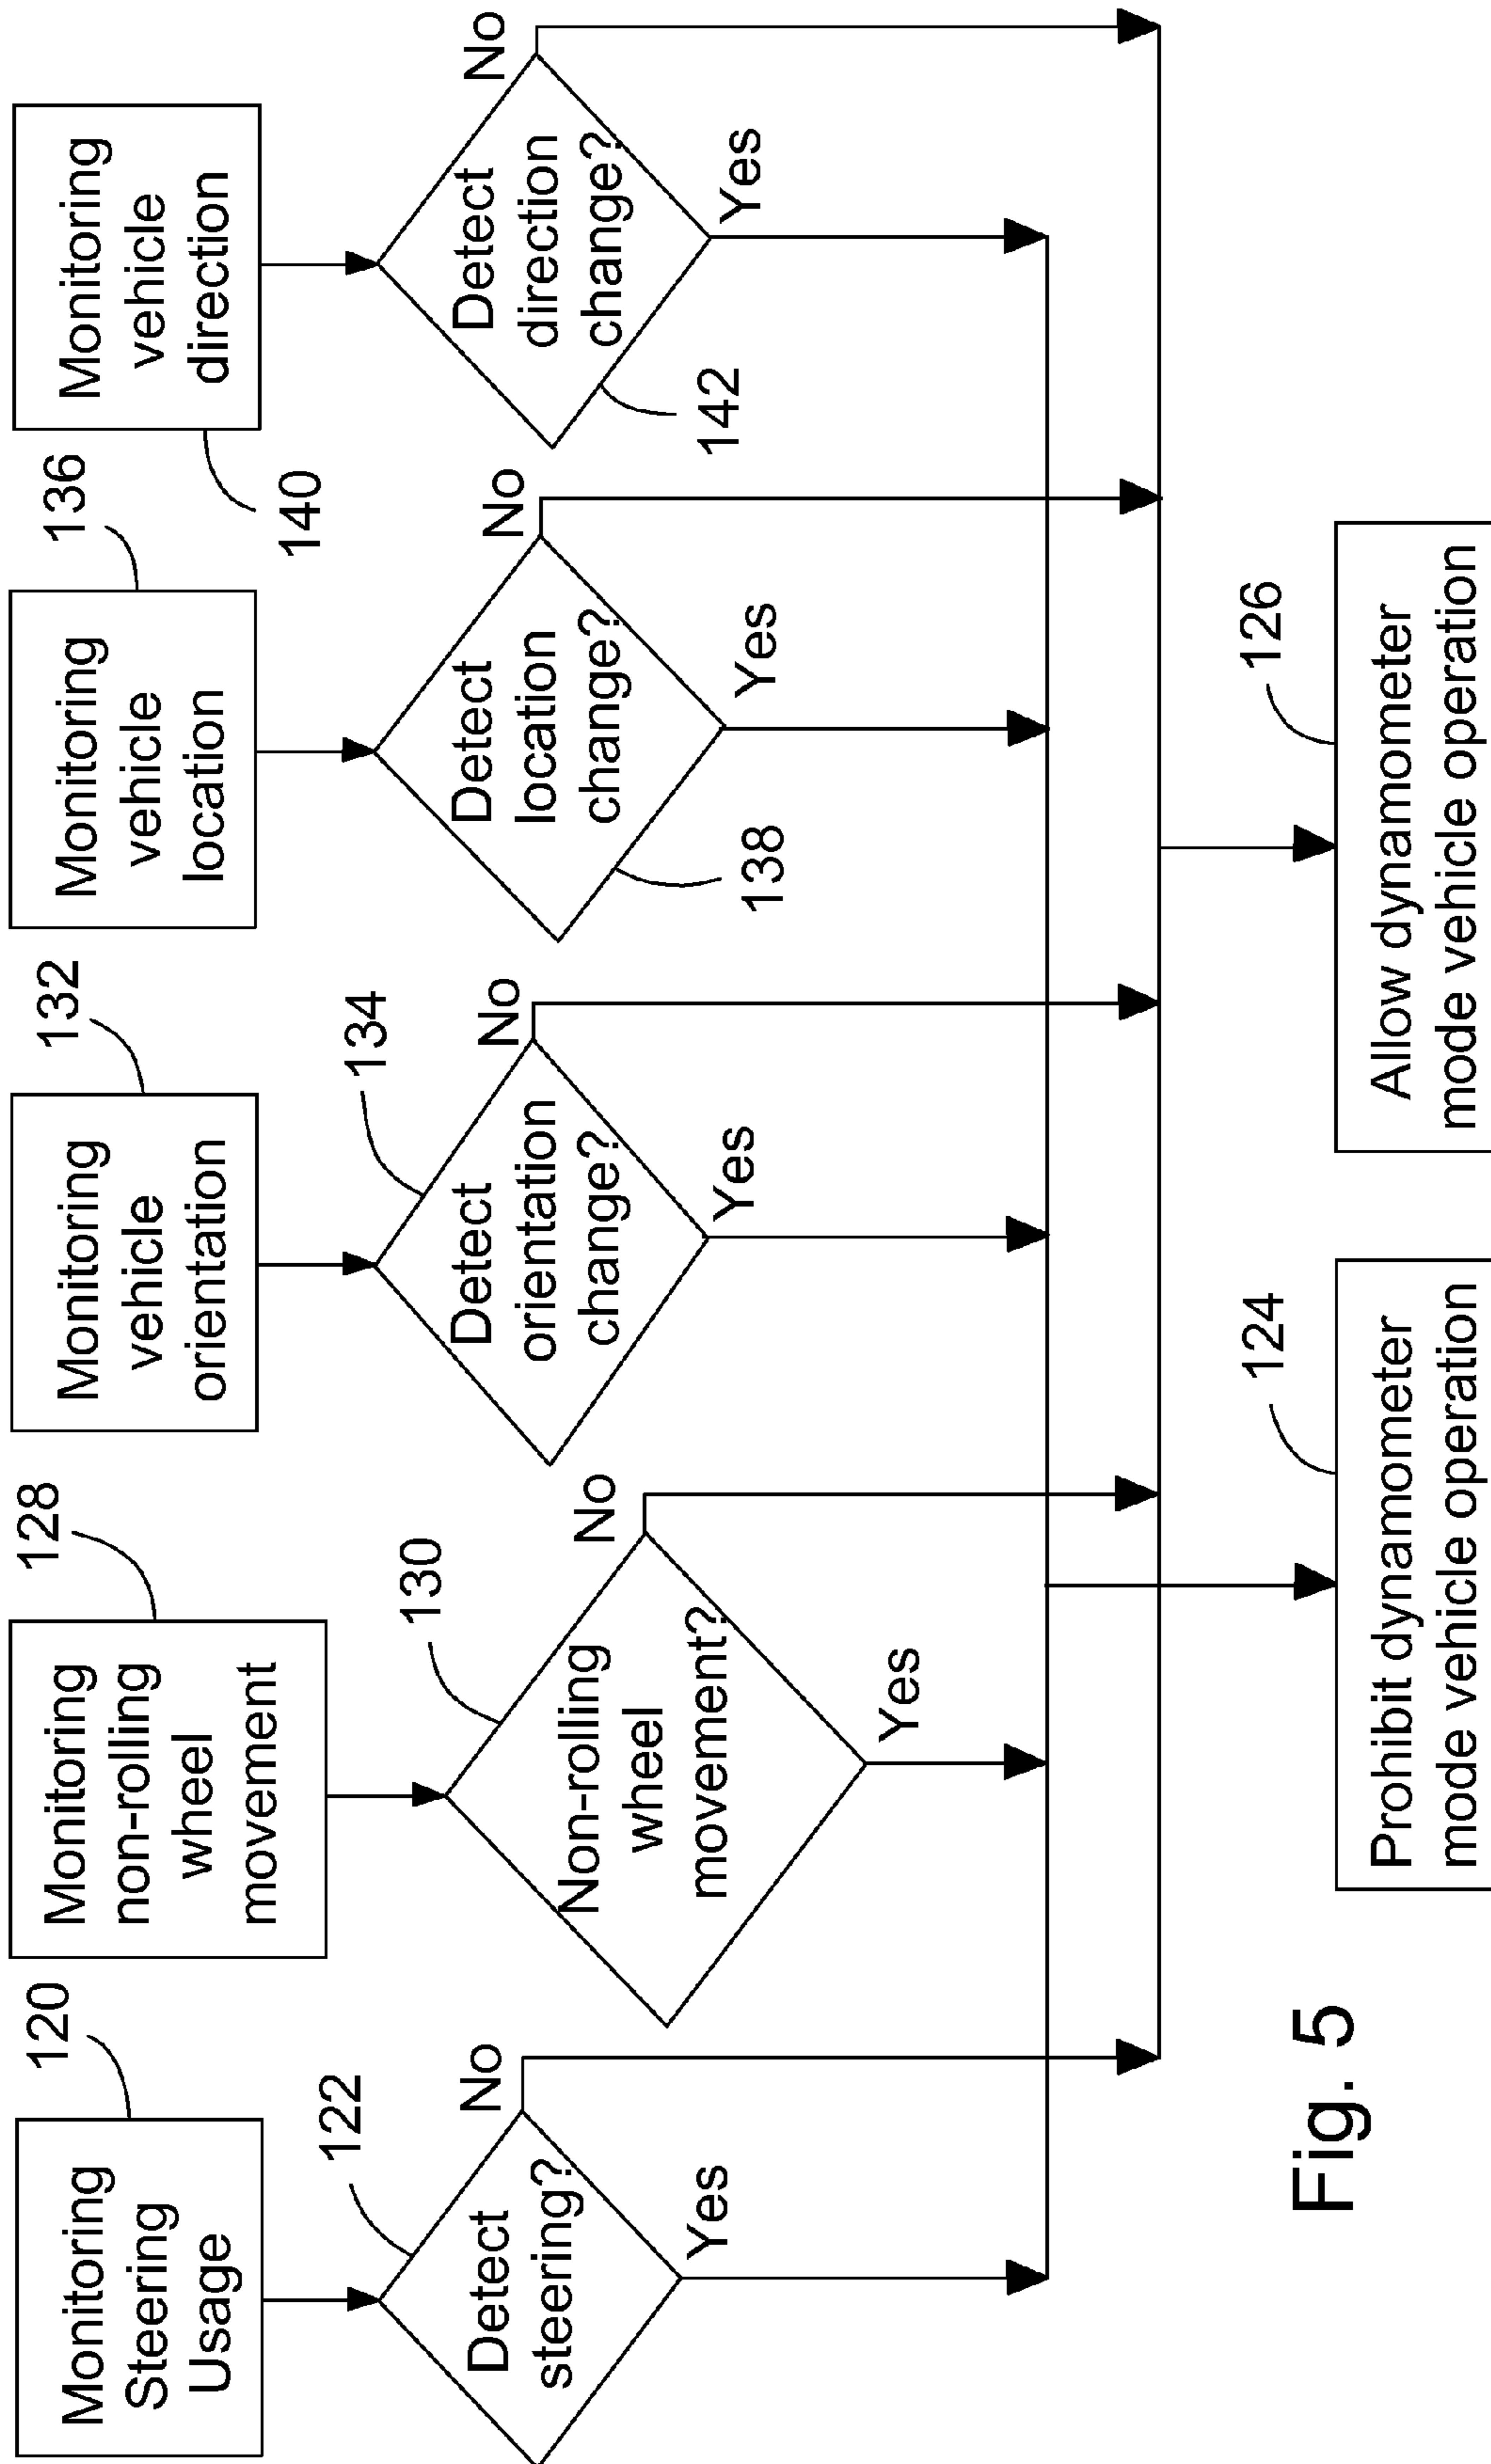 120
Monitoring
Steering
Usage
122
Detect
steering?
No
Yes
128
Monitoring
non-rolling
wheel
movement
130
Non-rolling
wheel
movement?
No
Yes
132
Monitoring
vehicle
orientation
134
Detect
orientation
change?
No
Yes
136
Monitoring
vehicle
location
Detect
location
change?
138
No
Yes
Monitoring
vehicle
direction
140
Detect
direction
change?
142
No
Yes
124
Prohibit dynamometer
mode vehicle operation
126
Allow dynamometer
mode vehicle operation
Fig. 5